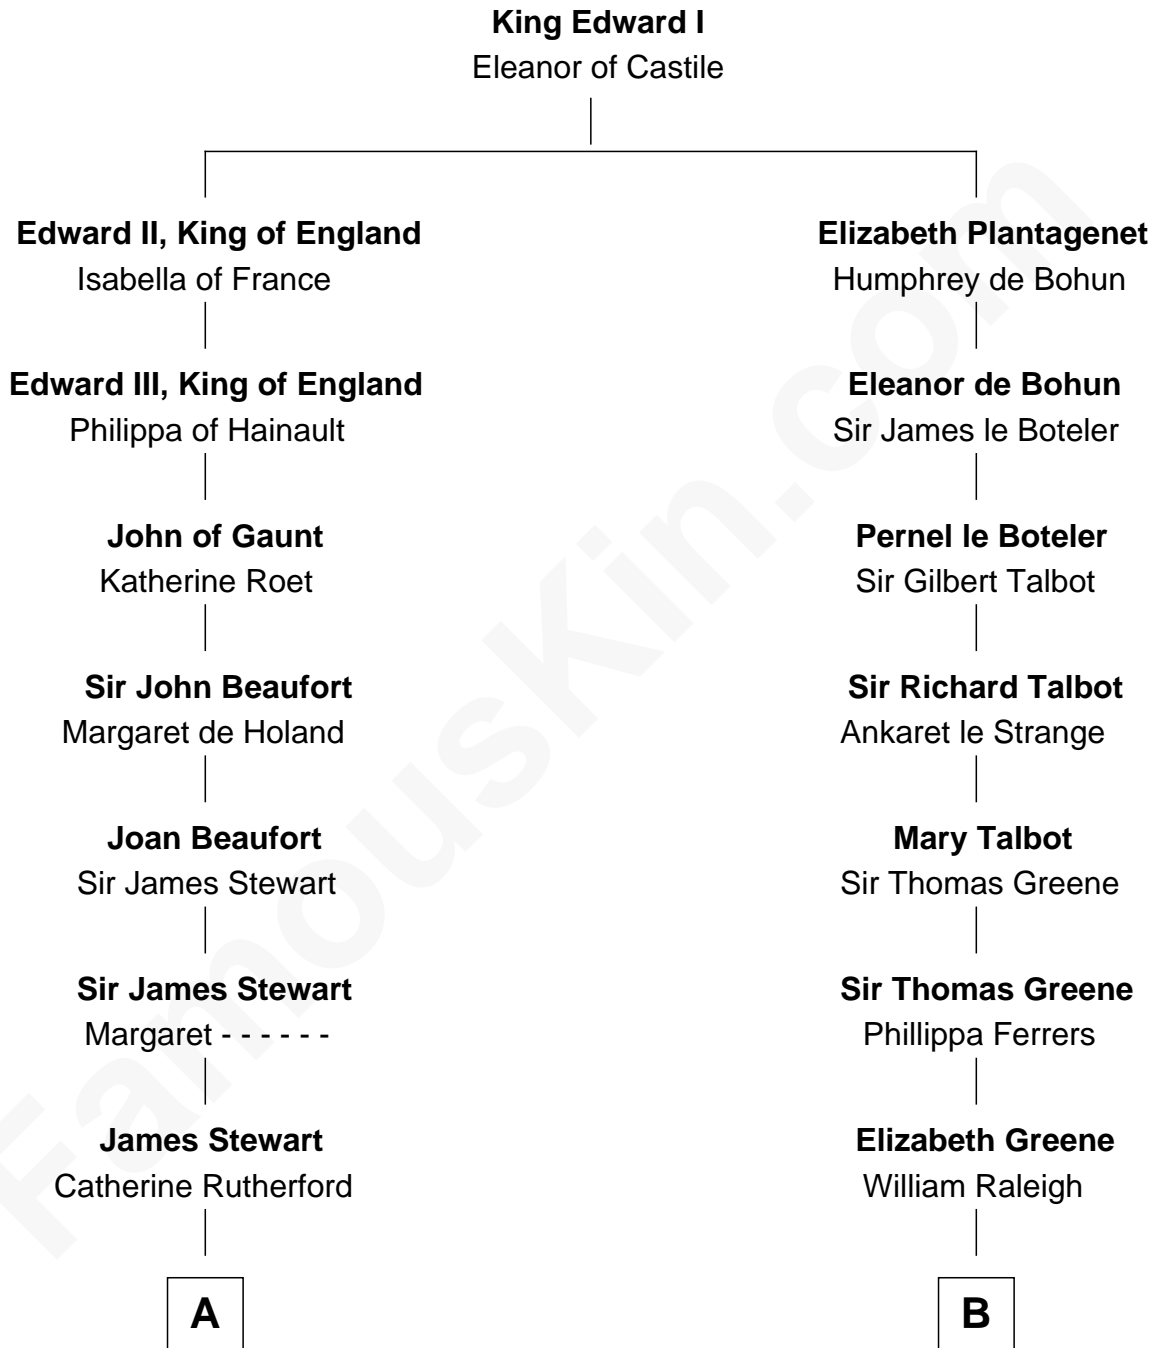 King Edward I
Eleanor of Castile
Edward II, King of England
Isabella of France
Elizabeth Plantagenet
Humphrey de Bohun
Edward III, King of England
Philippa of Hainault
Eleanor de Bohun
Sir James le Boteler
John of Gaunt
Katherine Roet
Pernel le Boteler
Sir Gilbert Talbot
Sir John Beaufort
Margaret de Holand
Sir Richard Talbot
Ankaret le Strange
Joan Beaufort
Sir James Stewart
Mary Talbot
Sir Thomas Greene
Sir James Stewart
Margaret - - - - - -
Sir Thomas Greene
Phillippa Ferrers
James Stewart
Catherine Rutherford
Elizabeth Greene
William Raleigh
A
B
FamousKin.com